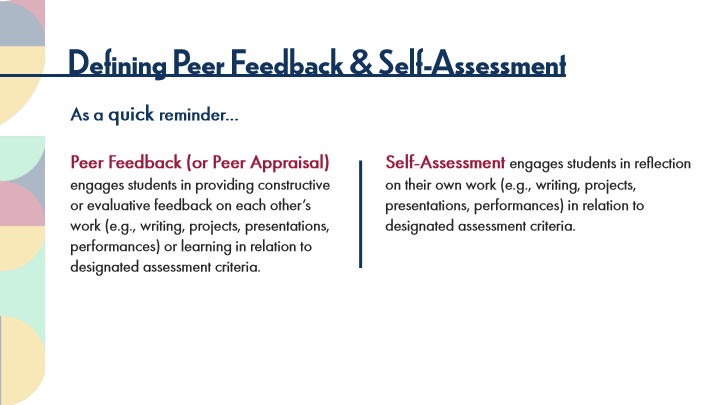 Defining Peer Feedback & Self-Assessment
As a quick reminder...
Peer Feedback (or Peer Appraisal)
engages students in providing constructive
or evaluative feedback on each other's
work (e.g., writing, projects, presentations,
performances) or learning in relation to
designated assessment criteria.
Self-Assessment engages students in reflection
on their own work (e.g., writing, projects,
presentations, performances) in relation to
designated assessment criteria.